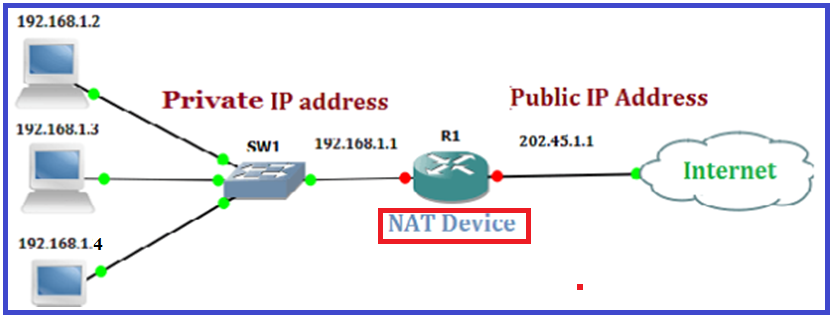 192.168.1.2
Private IP address
Public IP Address
192.168.1.3
SW1
192.168.1.1
R1
202.45.1.1
Internet
NAT Device
192.168.1.4